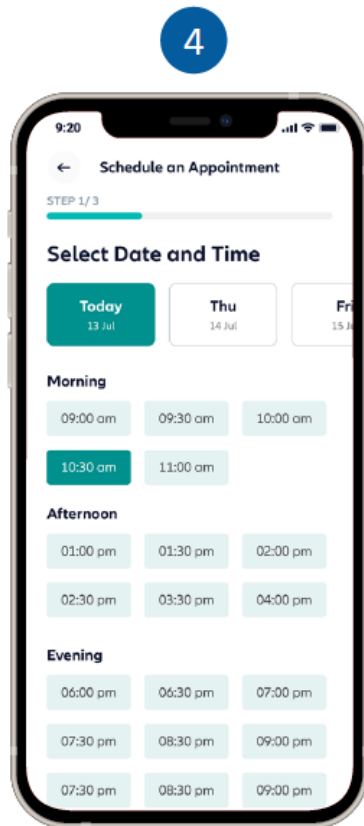 4
9:20
← Schedule an Appointment
STEP 1/3
Select Date and Time
Today Thu Fri
13 Jul 14 Jul 15 J
Morning
09:00 am 09:30 am 10:00 am
10:30 am 11:00 am
Afternoon
01:00 pm 01:30 pm 02:00 pm
02:30 pm 03:30 pm 04:00 pm
Evening
06:00 pm 06:30 pm 07:00 pm
07:30 pm 08:30 pm 09:00 pm
07:30 pm 08:30 pm 09:00 pm